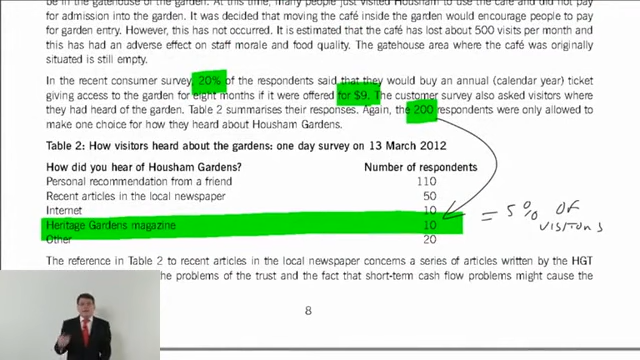 be in the gatehouse of the garden. At this time, many people just visited Housham to use the café and did not pay
for admission into the garden. It was decided that moving the café inside the garden would encourage people to pay
for garden entry. However, this has not occurred. It is estimated that the café has lost about 500 visits per month and
this has had an adverse effect on staff morale and food quality. The gatehouse area where the café was originally
situated is still empty.
In the recent consumer survey, 20% of the respondents said that they would buy an annual (calendar year) ticket
giving access to the garden for eight months if it were offered for $9. The customer survey also asked visitors where
they had heard of the garden. Table 2 summarises their responses. Again, the 200 respondents were only allowed to
make one choice for how they heard about Housham Gardens.
Table 2: How visitors heard about the gardens: one day survey on 13 March 2012
How did you hear of Housham Gardens? Number of respondents
Personal recommendation from a friend 110
Recent articles in the local newspaper 50
Internet 10
Heritage Gardens magazine 10
= 5% OF
VISITORS
Other 20
The reference in Table 2 to recent articles in the local newspaper concerns a series of articles written by the HGT
the problems of the trust and the fact that short-term cash flow problems might cause the
8